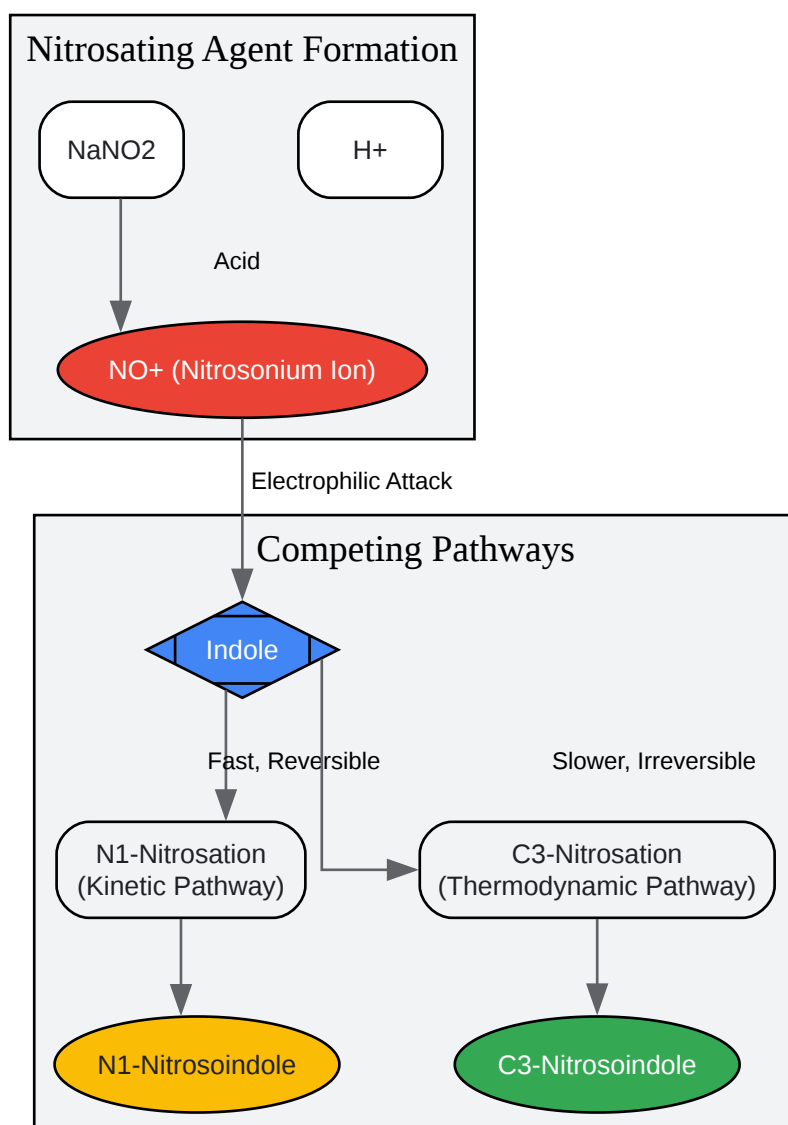 Nitrosating Agent Formation
NaNO2
H+
Acid
NO+ (Nitrosonium Ion)
Electrophilic Attack
Competing Pathways
Indole
Fast, Reversible
Slower, Irreversible
N1-Nitrosation
(Kinetic Pathway)
C3-Nitrosation
(Thermodynamic Pathway)
N1-Nitrosoindole
C3-Nitrosoindole